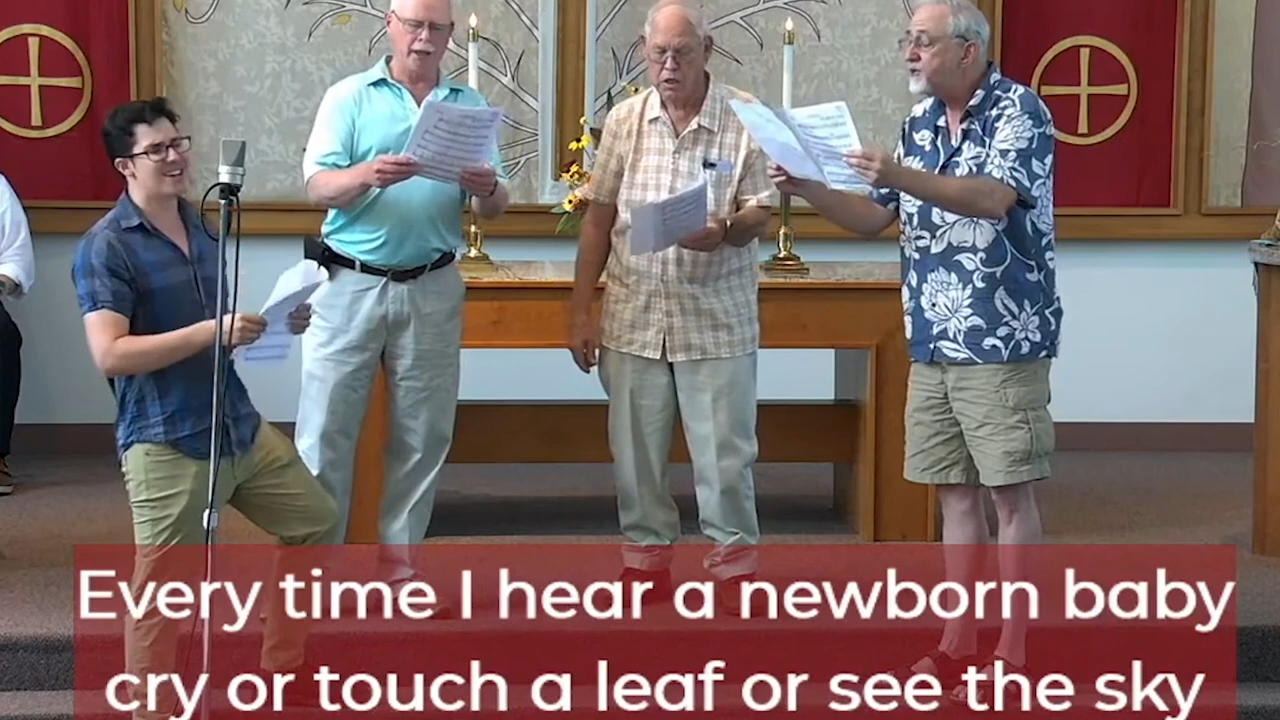 Every time I hear a newborn baby
cry or touch a leaf or see the sky